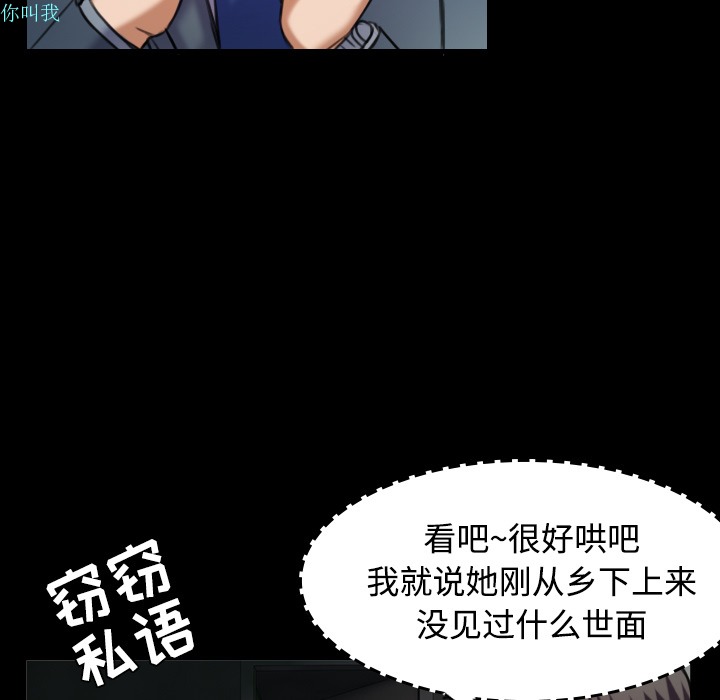 你叫我
看吧~很好哄吧
我就说她刚从乡下上来
没见过什么世面
窃窃
私语